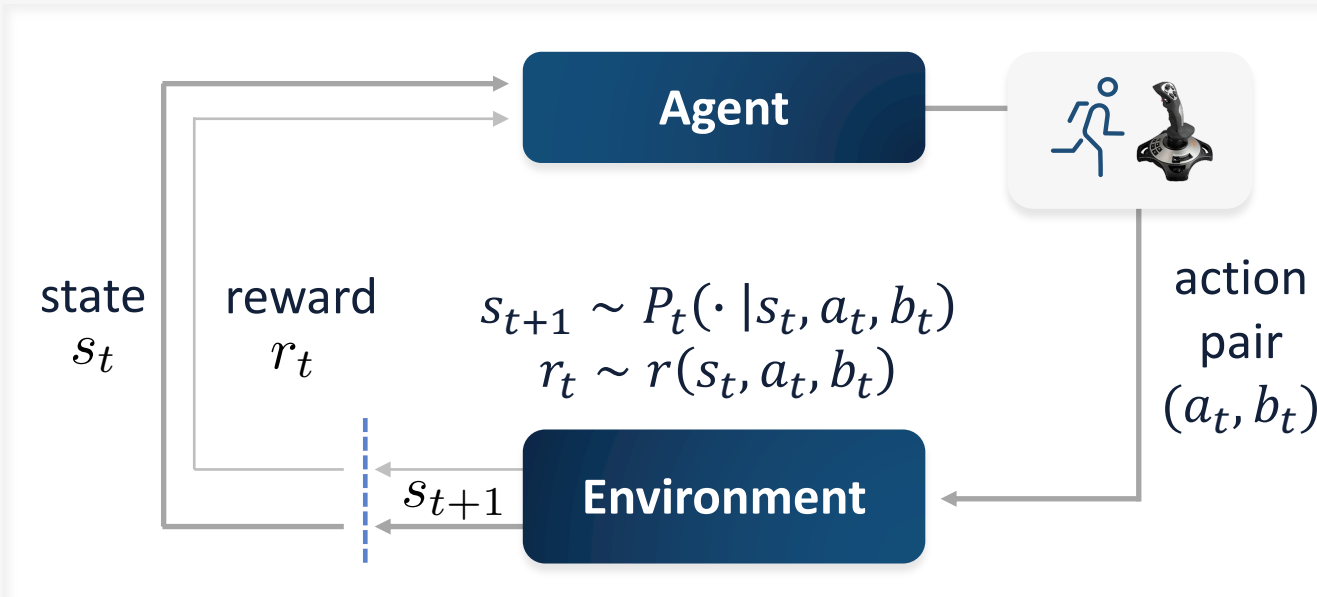 Agent
state
s_t
reward
r_t
s_{t+1} ~ P_t(· |s_t, a_t, b_t)
r_t ~ r(s_t, a_t, b_t)
action
pair
(a_t, b_t)
s_{t+1}
Environment